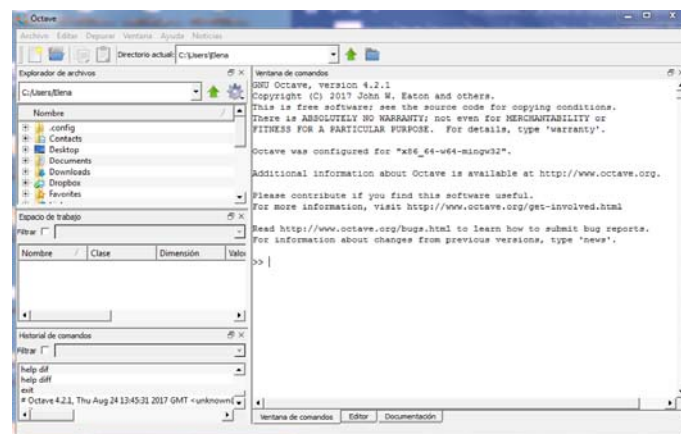 Octave
Archivo Editar Depurar Ventana Ayuda Noticias
Directorio actual: C:\Users\Elena
Explorador de archivos
C:/Users/Elena
Nombre
.config
Contacts
Desktop
Documents
Downloads
Dropbox
Favorites
Espacio de trabajo
Filtrar
Nombre Clase Dimensión Valor
Historial de comandos
Filtrar
help dif
help diff
exit
# Octave 4.2.1, Thu Aug 24 13:45:31 2017 GMT <unknown
Ventana de comandos
GNU Octave, version 4.2.1
Copyright (C) 2017 John W. Eaton and others.
This is free software; see the source code for copying conditions.
There is ABSOLUTELY NO WARRANTY; not even for MERCHANTABILITY or
FITNESS FOR A PARTICULAR PURPOSE. For details, type 'warranty'.
Octave was configured for "x86_64-w64-mingw32".
Additional information about Octave is available at http://www.octave.org.
Please contribute if you find this software useful.
For more information, visit http://www.octave.org/get-involved.html
Read http://www.octave.org/bugs.html to learn how to submit bug reports.
For information about changes from previous versions, type 'news'.
>>
Ventana de comandos Editor Documentación